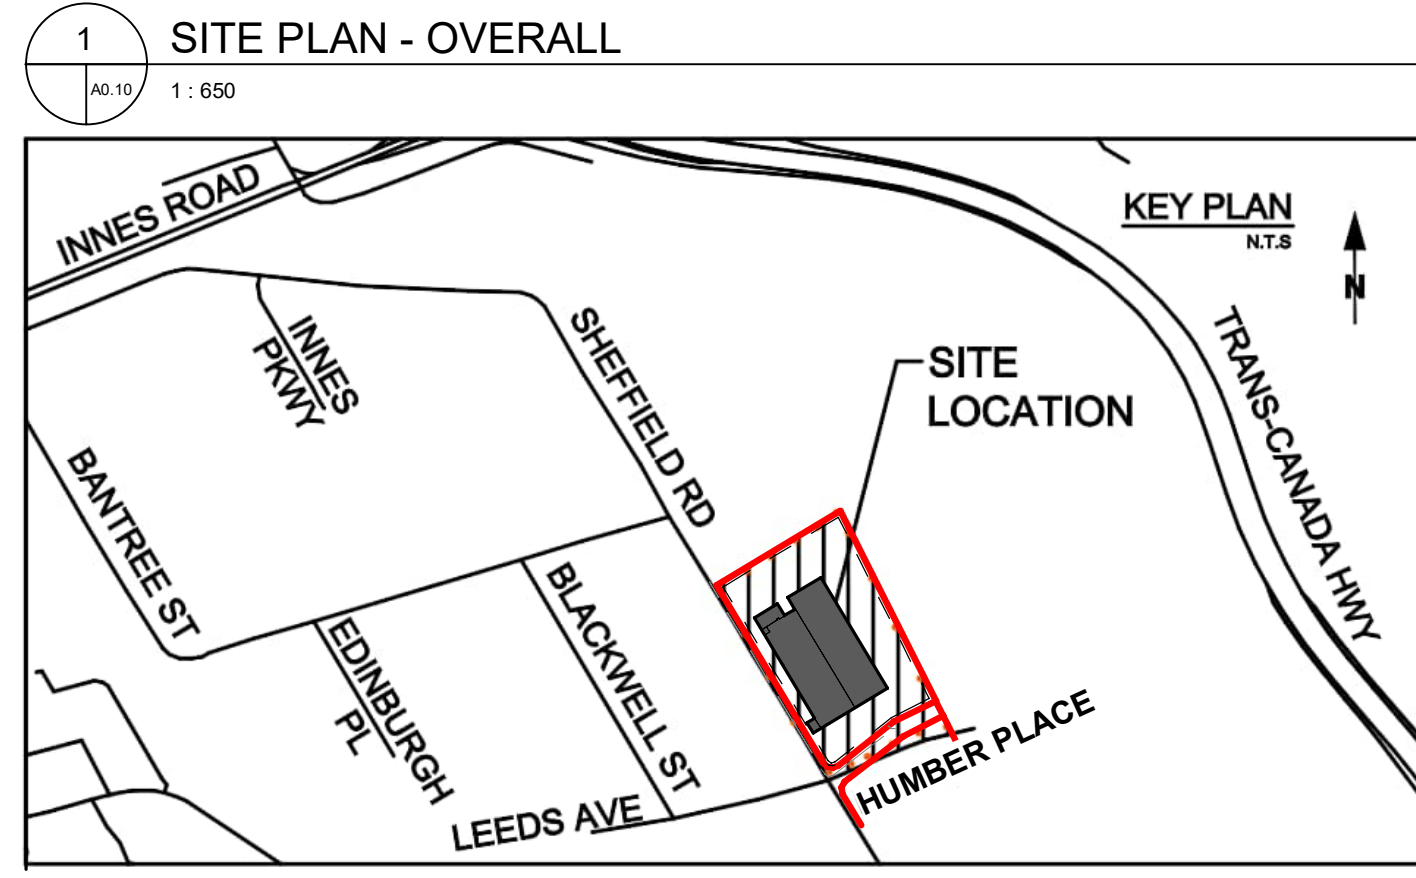 1
SITE PLAN - OVERALL
A0.10
1 : 650
INNES ROAD
KEY PLAN
N.T.S
N
INNES
PKWY
SHEFFIELD RD
TRANS-CANADA HWY
SITE
LOCATION
BANTREE ST
BLACKWELL ST
EDINBURGH
PL
HUMBER PLACE
LEEDS AVE